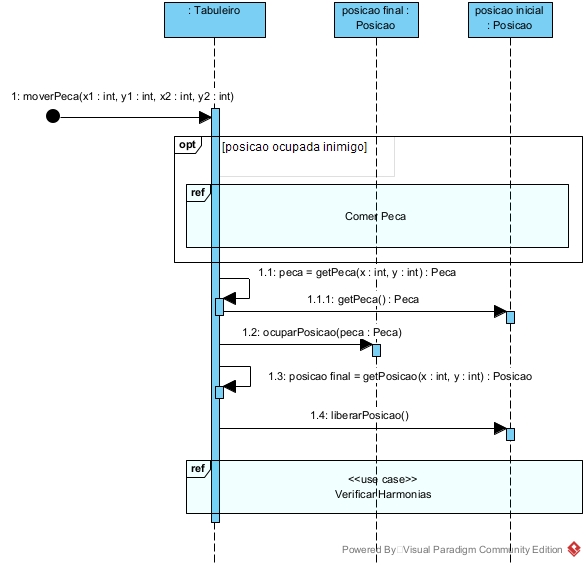 : Tabuleiro
posicao final :
Posicao
posicao inicial
: Posicao
1: moverPeca(x1 : int, y1 : int, x2 : int, y2 : int)
opt
[posicao ocupada inimigo]
ref
Comer Peca
1.1: peca = getPeca(x : int, y : int) : Peca
1.1.1: getPeca() : Peca
1.2: ocuparPosicao(peca : Peca)
1.3: posicao final = getPosicao(x : int, y : int) : Posicao
1.4: liberarPosicao()
ref
<<use case>>
Verificar Harmonias
Powered By Visual Paradigm Community Edition